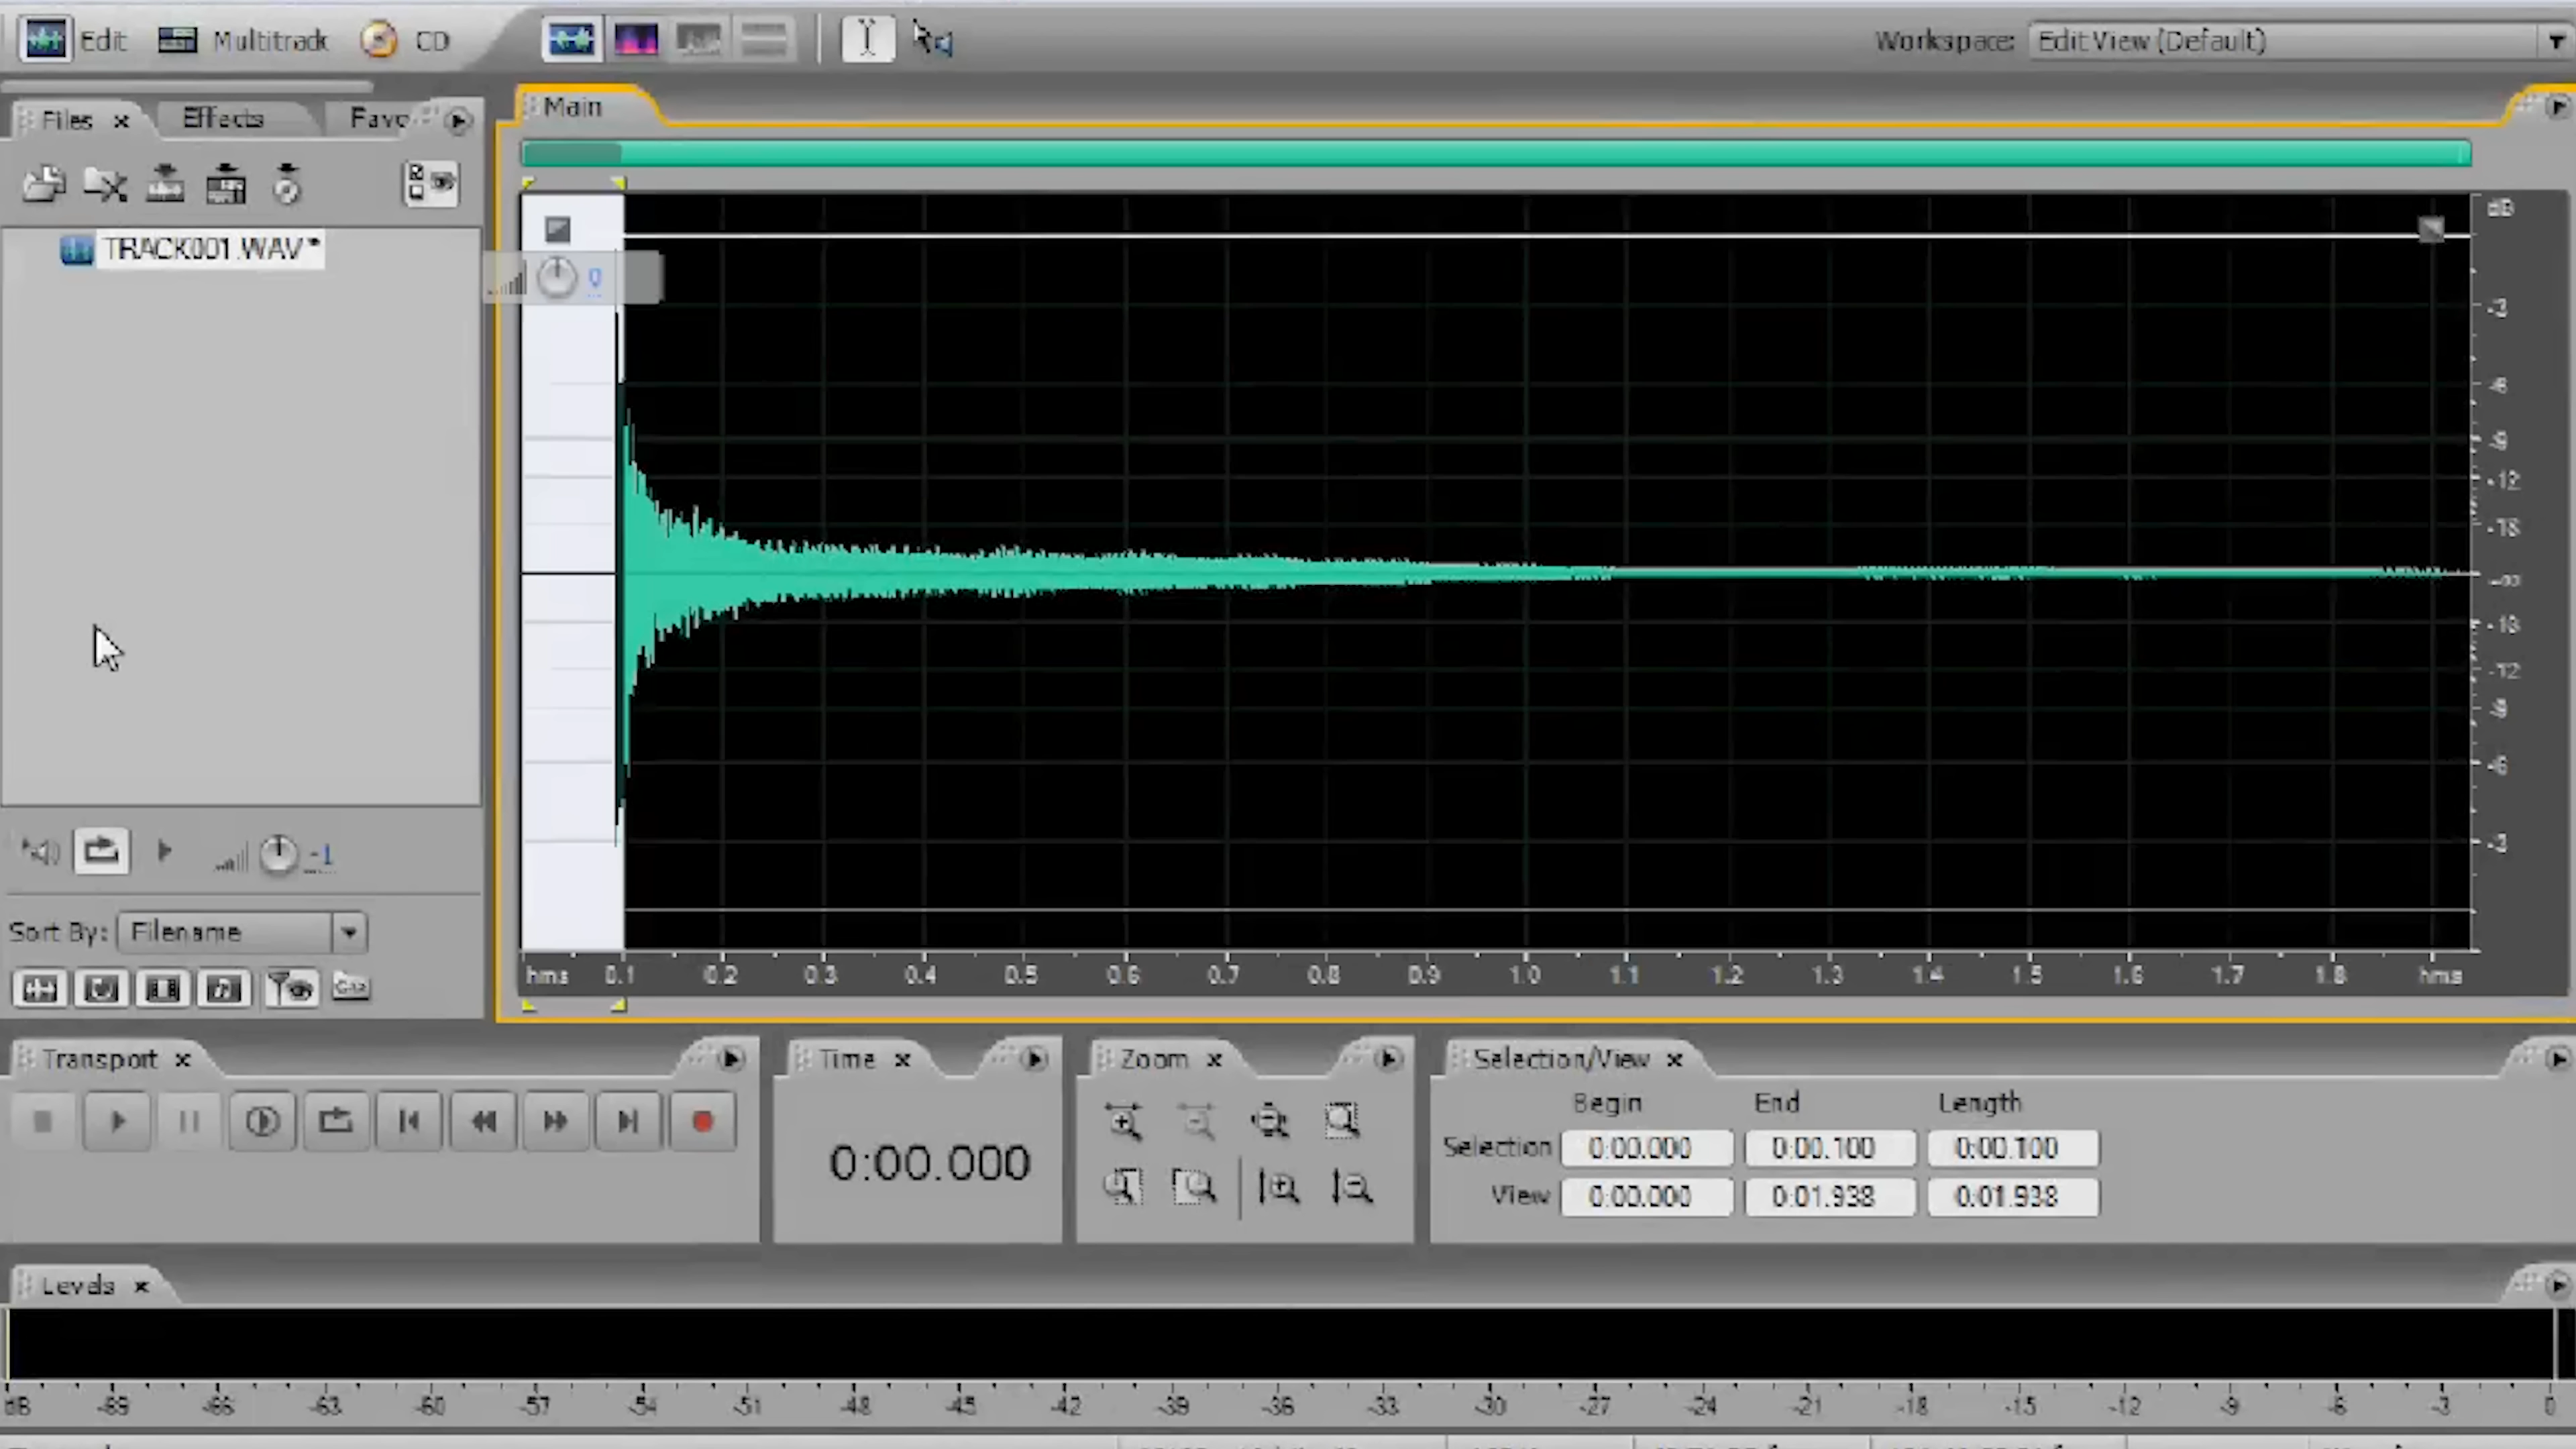 Edit Multitrack CD Workspace: Edit View (Default)
Files x Effects Favo
Main
TRACK001.WAV *
0
dB
-3
-6
-9
-12
-18
-∞
-18
-12
-9
-6
-3
hms 0.1 0.2 0.3 0.4 0.5 0.6 0.7 0.8 0.9 1.0 1.1 1.2 1.3 1.4 1.5 1.6 1.7 1.8 hms
-1
Sort By: Filename
Transport x Time x Zoom x Selection/View x
Begin End Length
0:00.000
Selection 0:00.000 0:00.100 0:00.100
View 0:00.000 0:01.938 0:01.938
Levels x
dB -69 -66 -63 -60 -57 -54 -51 -48 -45 -42 -39 -36 -33 -30 -27 -24 -21 -18 -15 -12 -9 -6 -3 0